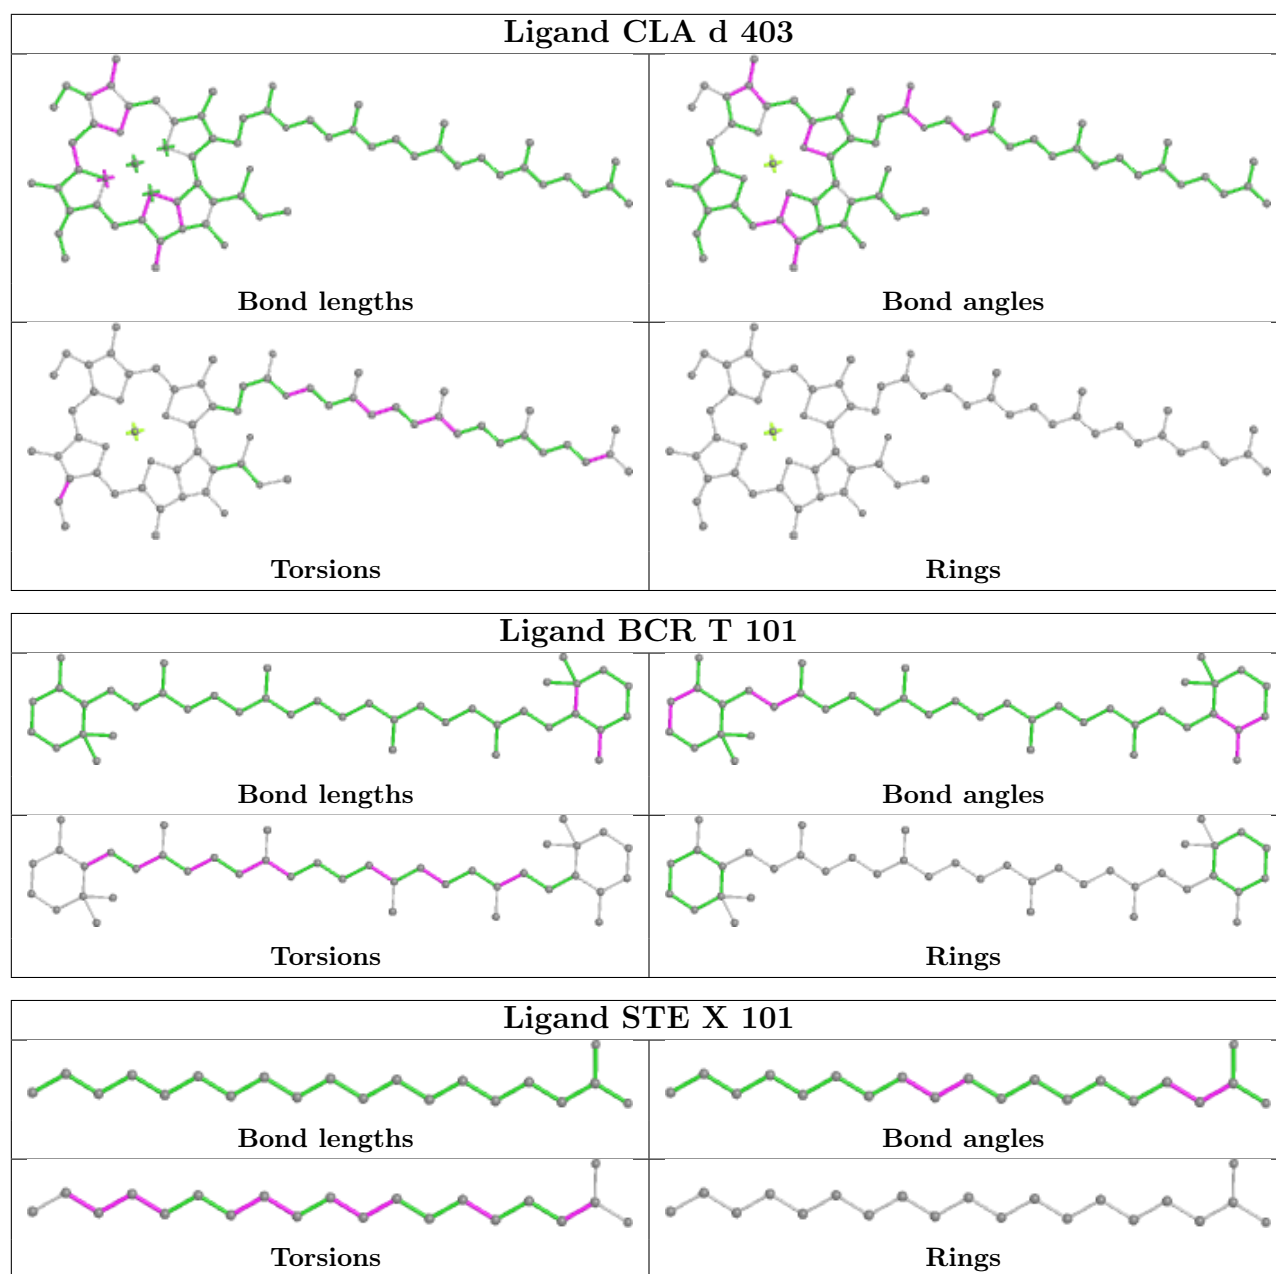 Ligand CLA d 403
Bond lengths
Bond angles
Torsions
Rings
Ligand BCR T 101
Bond lengths
Bond angles
Torsions
Rings
Ligand STE X 101
Bond lengths
Bond angles
Torsions
Rings